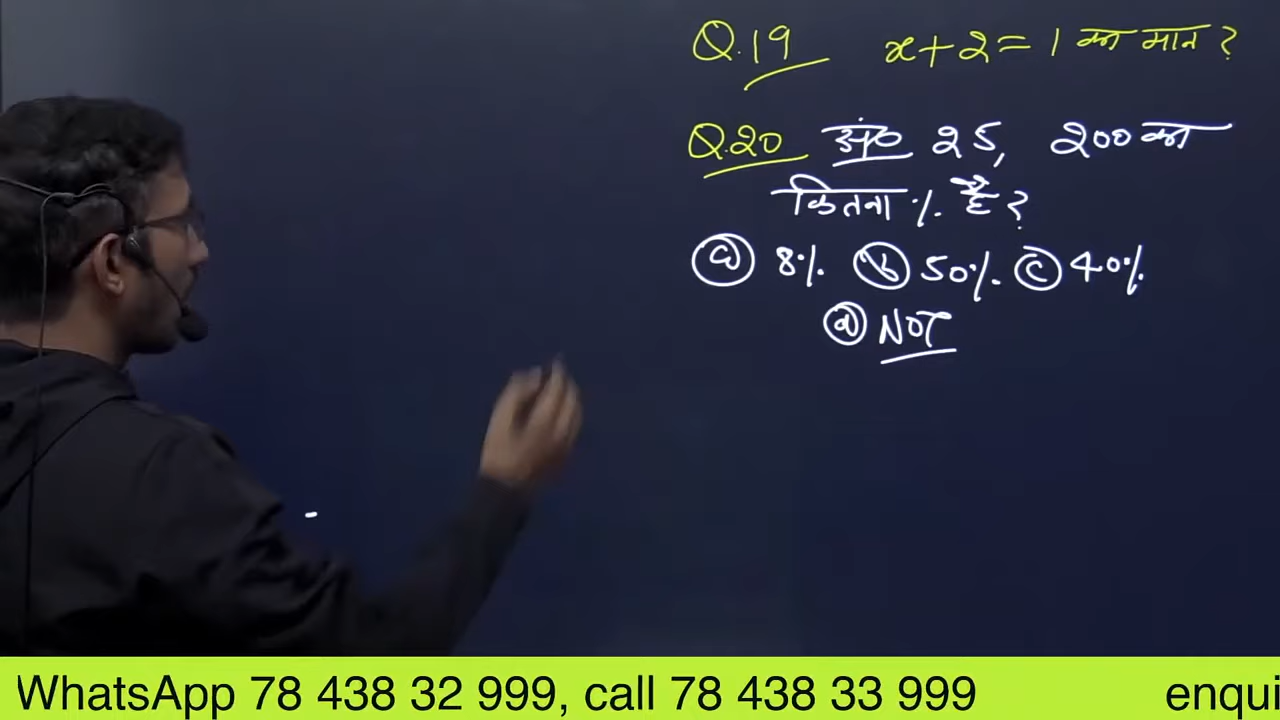 Q.19 x+2=1 का मान ?
Q.20 अंक 25, 200 का
कितना % है ?
(a) 8% (b) 50% (c) 40%
(d) NOT
WhatsApp 78 438 32 999, call 78 438 33 999 enqui